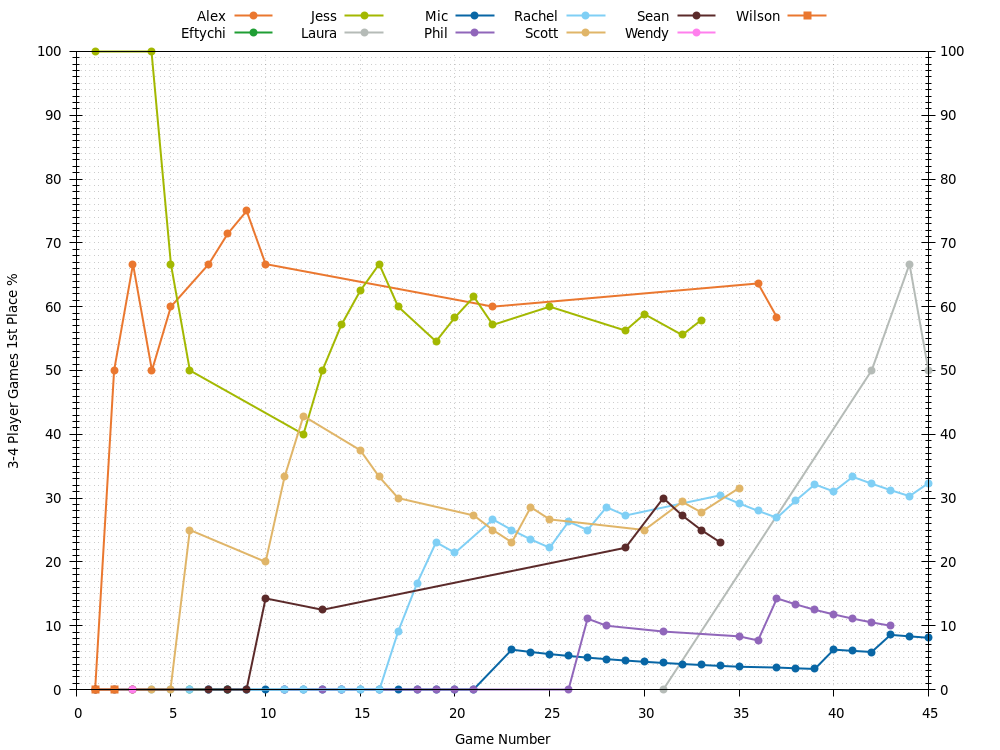 Alex Jess Mic Rachel Sean Wilson
Eftychi Laura Phil Scott Wendy
100 100
90 90
80 80
70 70
60 60
50 50
40 40
30 30
20 20
10 10
0 0
0 5 10 15 20 25 30 35 40 45
3-4 Player Games 1st Place %
Game Number